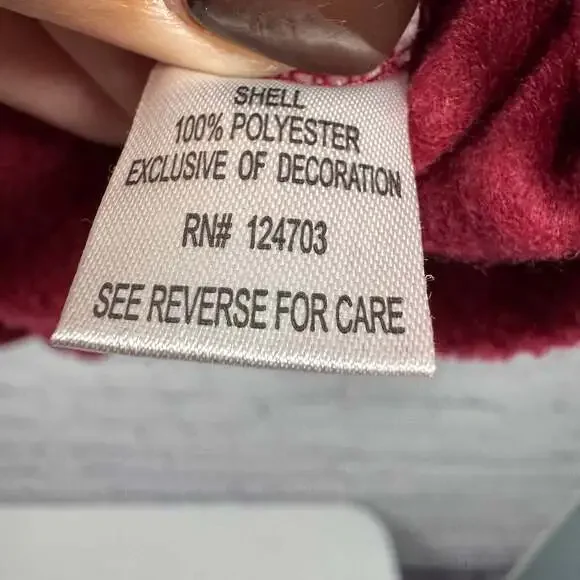 SHELL
100% POLYESTER
EXCLUSIVE OF DECORATION
RN# 124703
SEE REVERSE FOR CARE